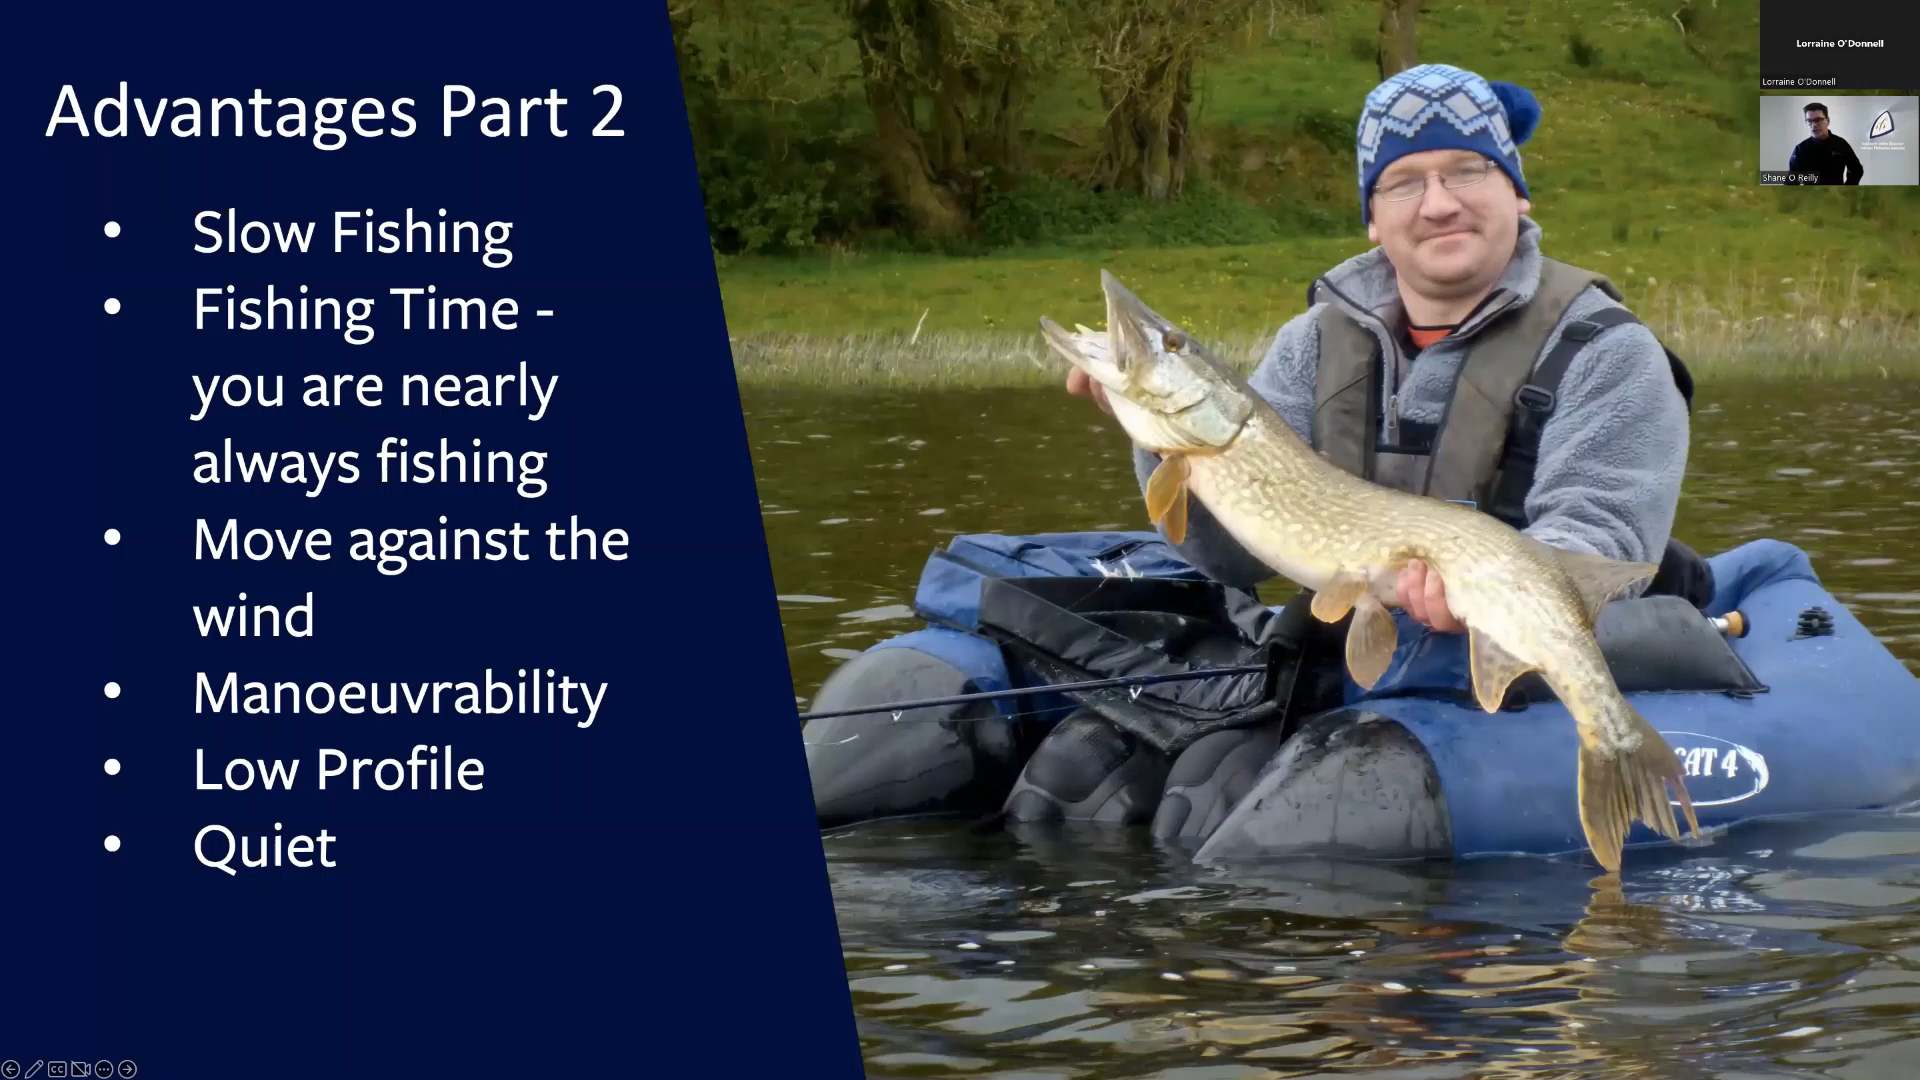 Advantages Part 2
• Slow Fishing
• Fishing Time -
you are nearly
always fishing
• Move against the
wind
• Manoeuvrability
• Low Profile
• Quiet
Lorraine O'Donnell
Lorraine O'Donnell
Shane O Reilly
CAT 4
CC